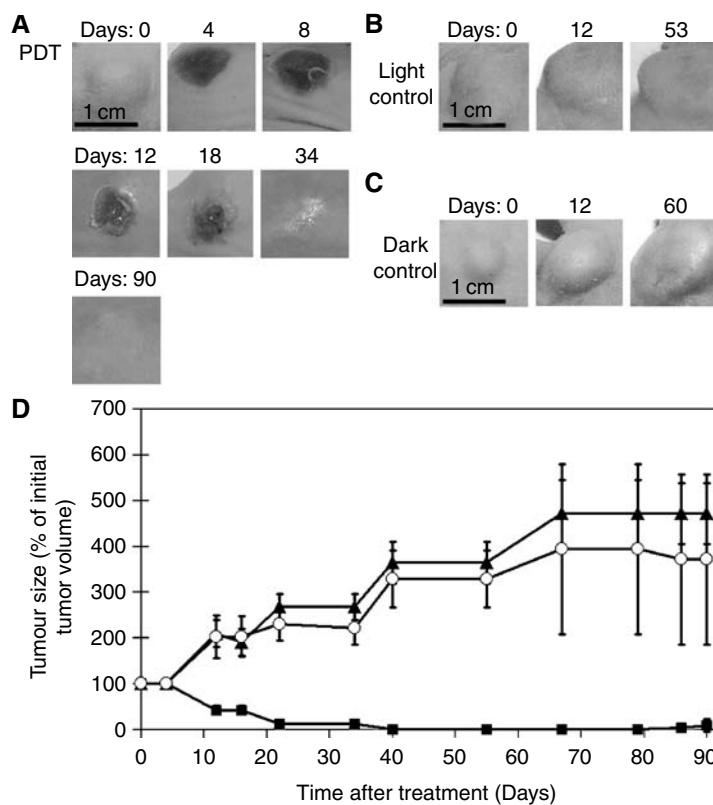 A
PDT
Days: 0 4 8
1 cm
Days: 12 18 34
Days: 90
B
Light
control
Days: 0 12 53
1 cm
C
Dark
control
Days: 0 12 60
1 cm
D
Tumour size (% of initial
tumor volume)
700
600
500
400
300
200
100
0
0 10 20 30 40 50 60 70 80 90
Time after treatment (Days)